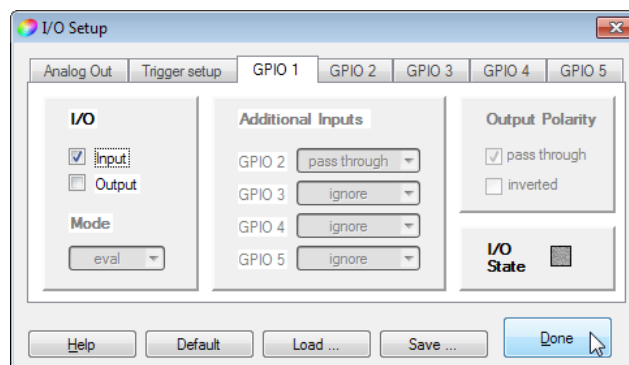 I/O Setup
Analog Out
Trigger setup
GPIO 1
GPIO 2
GPIO 3
GPIO 4
GPIO 5
I/O
Input
Output
Mode
eval
Additional Inputs
GPIO 2 pass through
GPIO 3 ignore
GPIO 4 ignore
GPIO 5 ignore
Output Polarity
pass through
inverted
I/O
State
Help
Default
Load ...
Save ...
Done